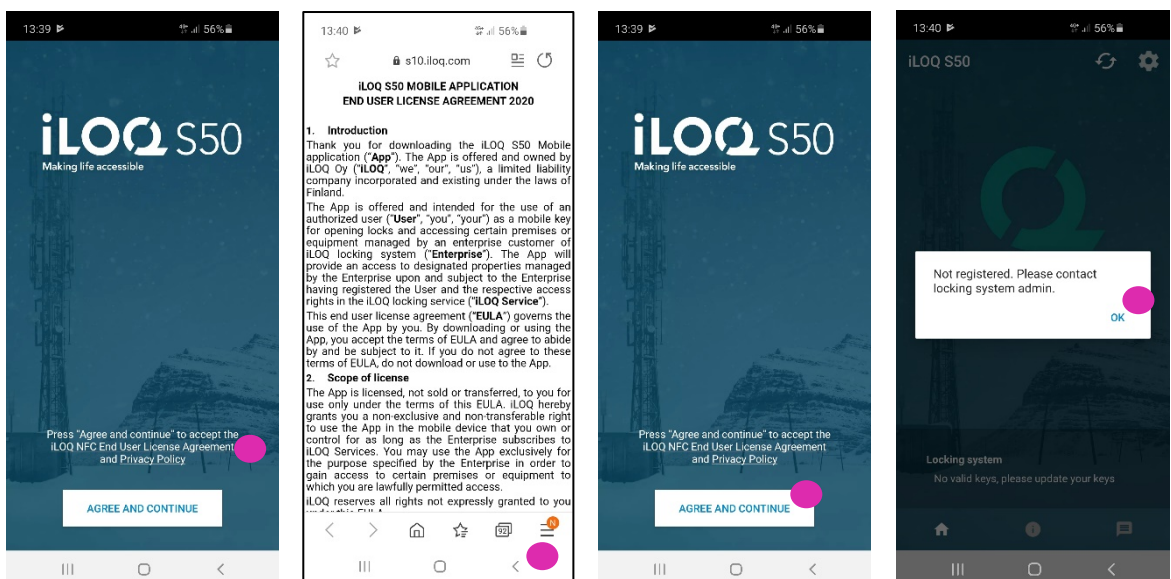 13:39
56%
iLOQ S50
Making life accessible
Press "Agree and continue" to accept the
iLOQ NFC End User License Agreement
and Privacy Policy
AGREE AND CONTINUE
13:40
56%
s10.iloq.com
iLOQ S50 MOBILE APPLICATION
END USER LICENSE AGREEMENT 2020
1. Introduction
Thank you for downloading the iLOQ S50 Mobile
application ("App"). The App is offered and owned by
iLOQ Oy ("iLOQ", "we", "our", "us"), a limited liability
company incorporated and existing under the laws of
Finland.
The App is offered and intended for the use of an
authorized user ("User", "you", "your") as a mobile key
for opening locks and accessing certain premises or
equipment managed by an enterprise customer of
iLOQ locking system ("Enterprise"). The App will
provide an access to designated properties managed
by the Enterprise upon and subject to the Enterprise
having registered the User and the respective access
rights in the iLOQ locking service ("iLOQ Service").
This end user license agreement ("EULA") governs the
use of the App by you. By downloading or using the
App, you accept the terms of EULA and agree to abide
by and be subject to it. If you do not agree to these
terms of EULA, do not download or use to the App.
2. Scope of license
The App is licensed, not sold or transferred, to you for
use only under the terms of this EULA. iLOQ hereby
grants you a non-exclusive and non-transferable right
to use the App in the mobile device that you own or
control for as long as the Enterprise subscribes to
iLOQ Services. You may use the App exclusively for
the purpose specified by the Enterprise in order to
gain access to certain premises or equipment to
which you are lawfully permitted access.
iLOQ reserves all rights not expressly granted to you
under this EULA.
92
N
13:39
56%
iLOQ S50
Making life accessible
Press "Agree and continue" to accept the
iLOQ NFC End User License Agreement
and Privacy Policy
AGREE AND CONTINUE
13:40
56%
iLOQ S50
Not registered. Please contact
locking system admin.
OK
Locking system
No valid keys, please update your keys